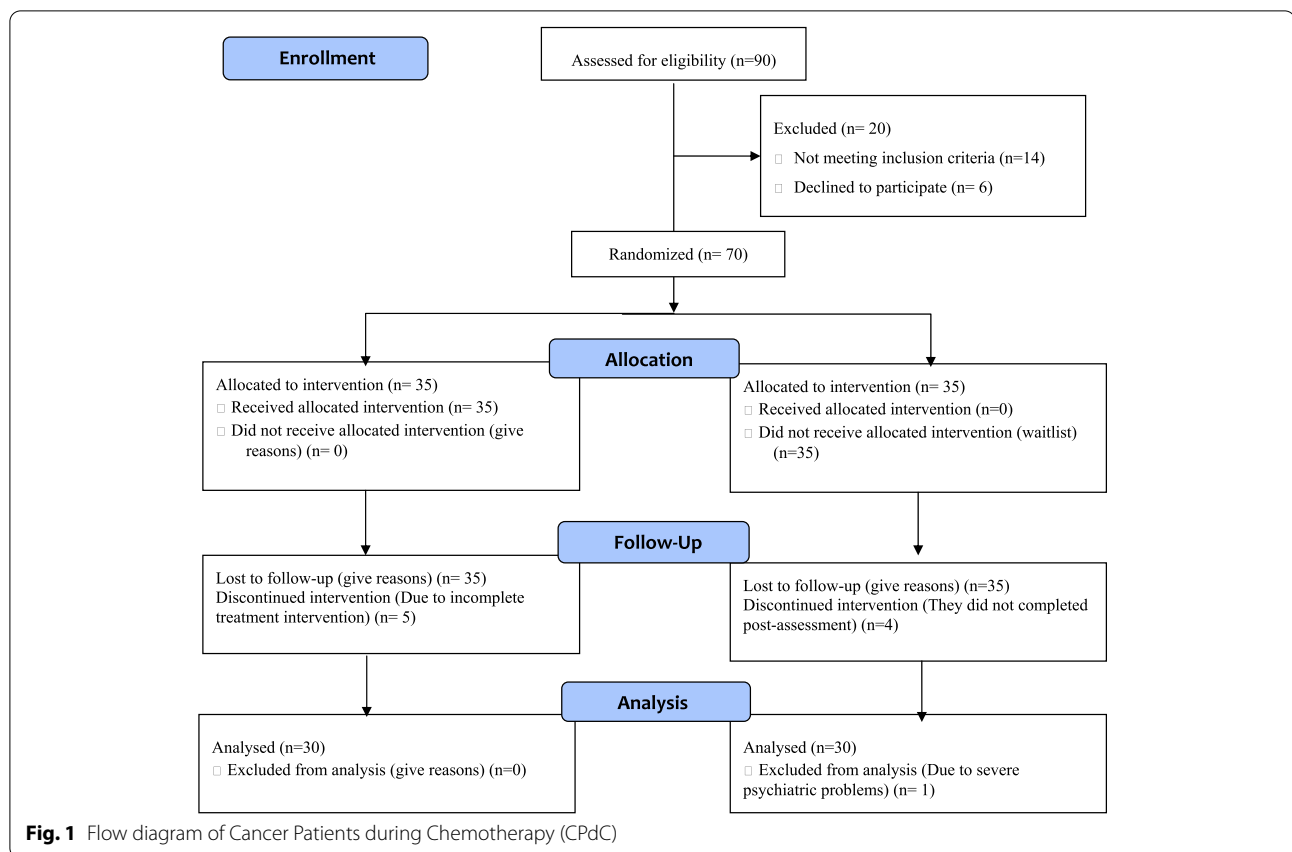 Enrollment
Assessed for eligibility (n=90)
Excluded (n= 20)
□ Not meeting inclusion criteria (n=14)
□ Declined to participate (n= 6)
Randomized (n= 70)
Allocation
Allocated to intervention (n= 35)
□ Received allocated intervention (n= 35)
□ Did not receive allocated intervention (give
reasons) (n= 0)
Allocated to intervention (n= 35)
□ Received allocated intervention (n=0)
□ Did not receive allocated intervention (waitlist)
(n=35)
Follow-Up
Lost to follow-up (give reasons) (n= 35)
Discontinued intervention (Due to incomplete
treatment intervention) (n= 5)
Lost to follow-up (give reasons) (n=35)
Discontinued intervention (They did not completed
post-assessment) (n=4)
Analysis
Analysed (n=30)
□ Excluded from analysis (give reasons) (n=0)
Analysed (n=30)
□ Excluded from analysis (Due to severe
psychiatric problems) (n= 1)
Fig. 1 Flow diagram of Cancer Patients during Chemotherapy (CPdC)